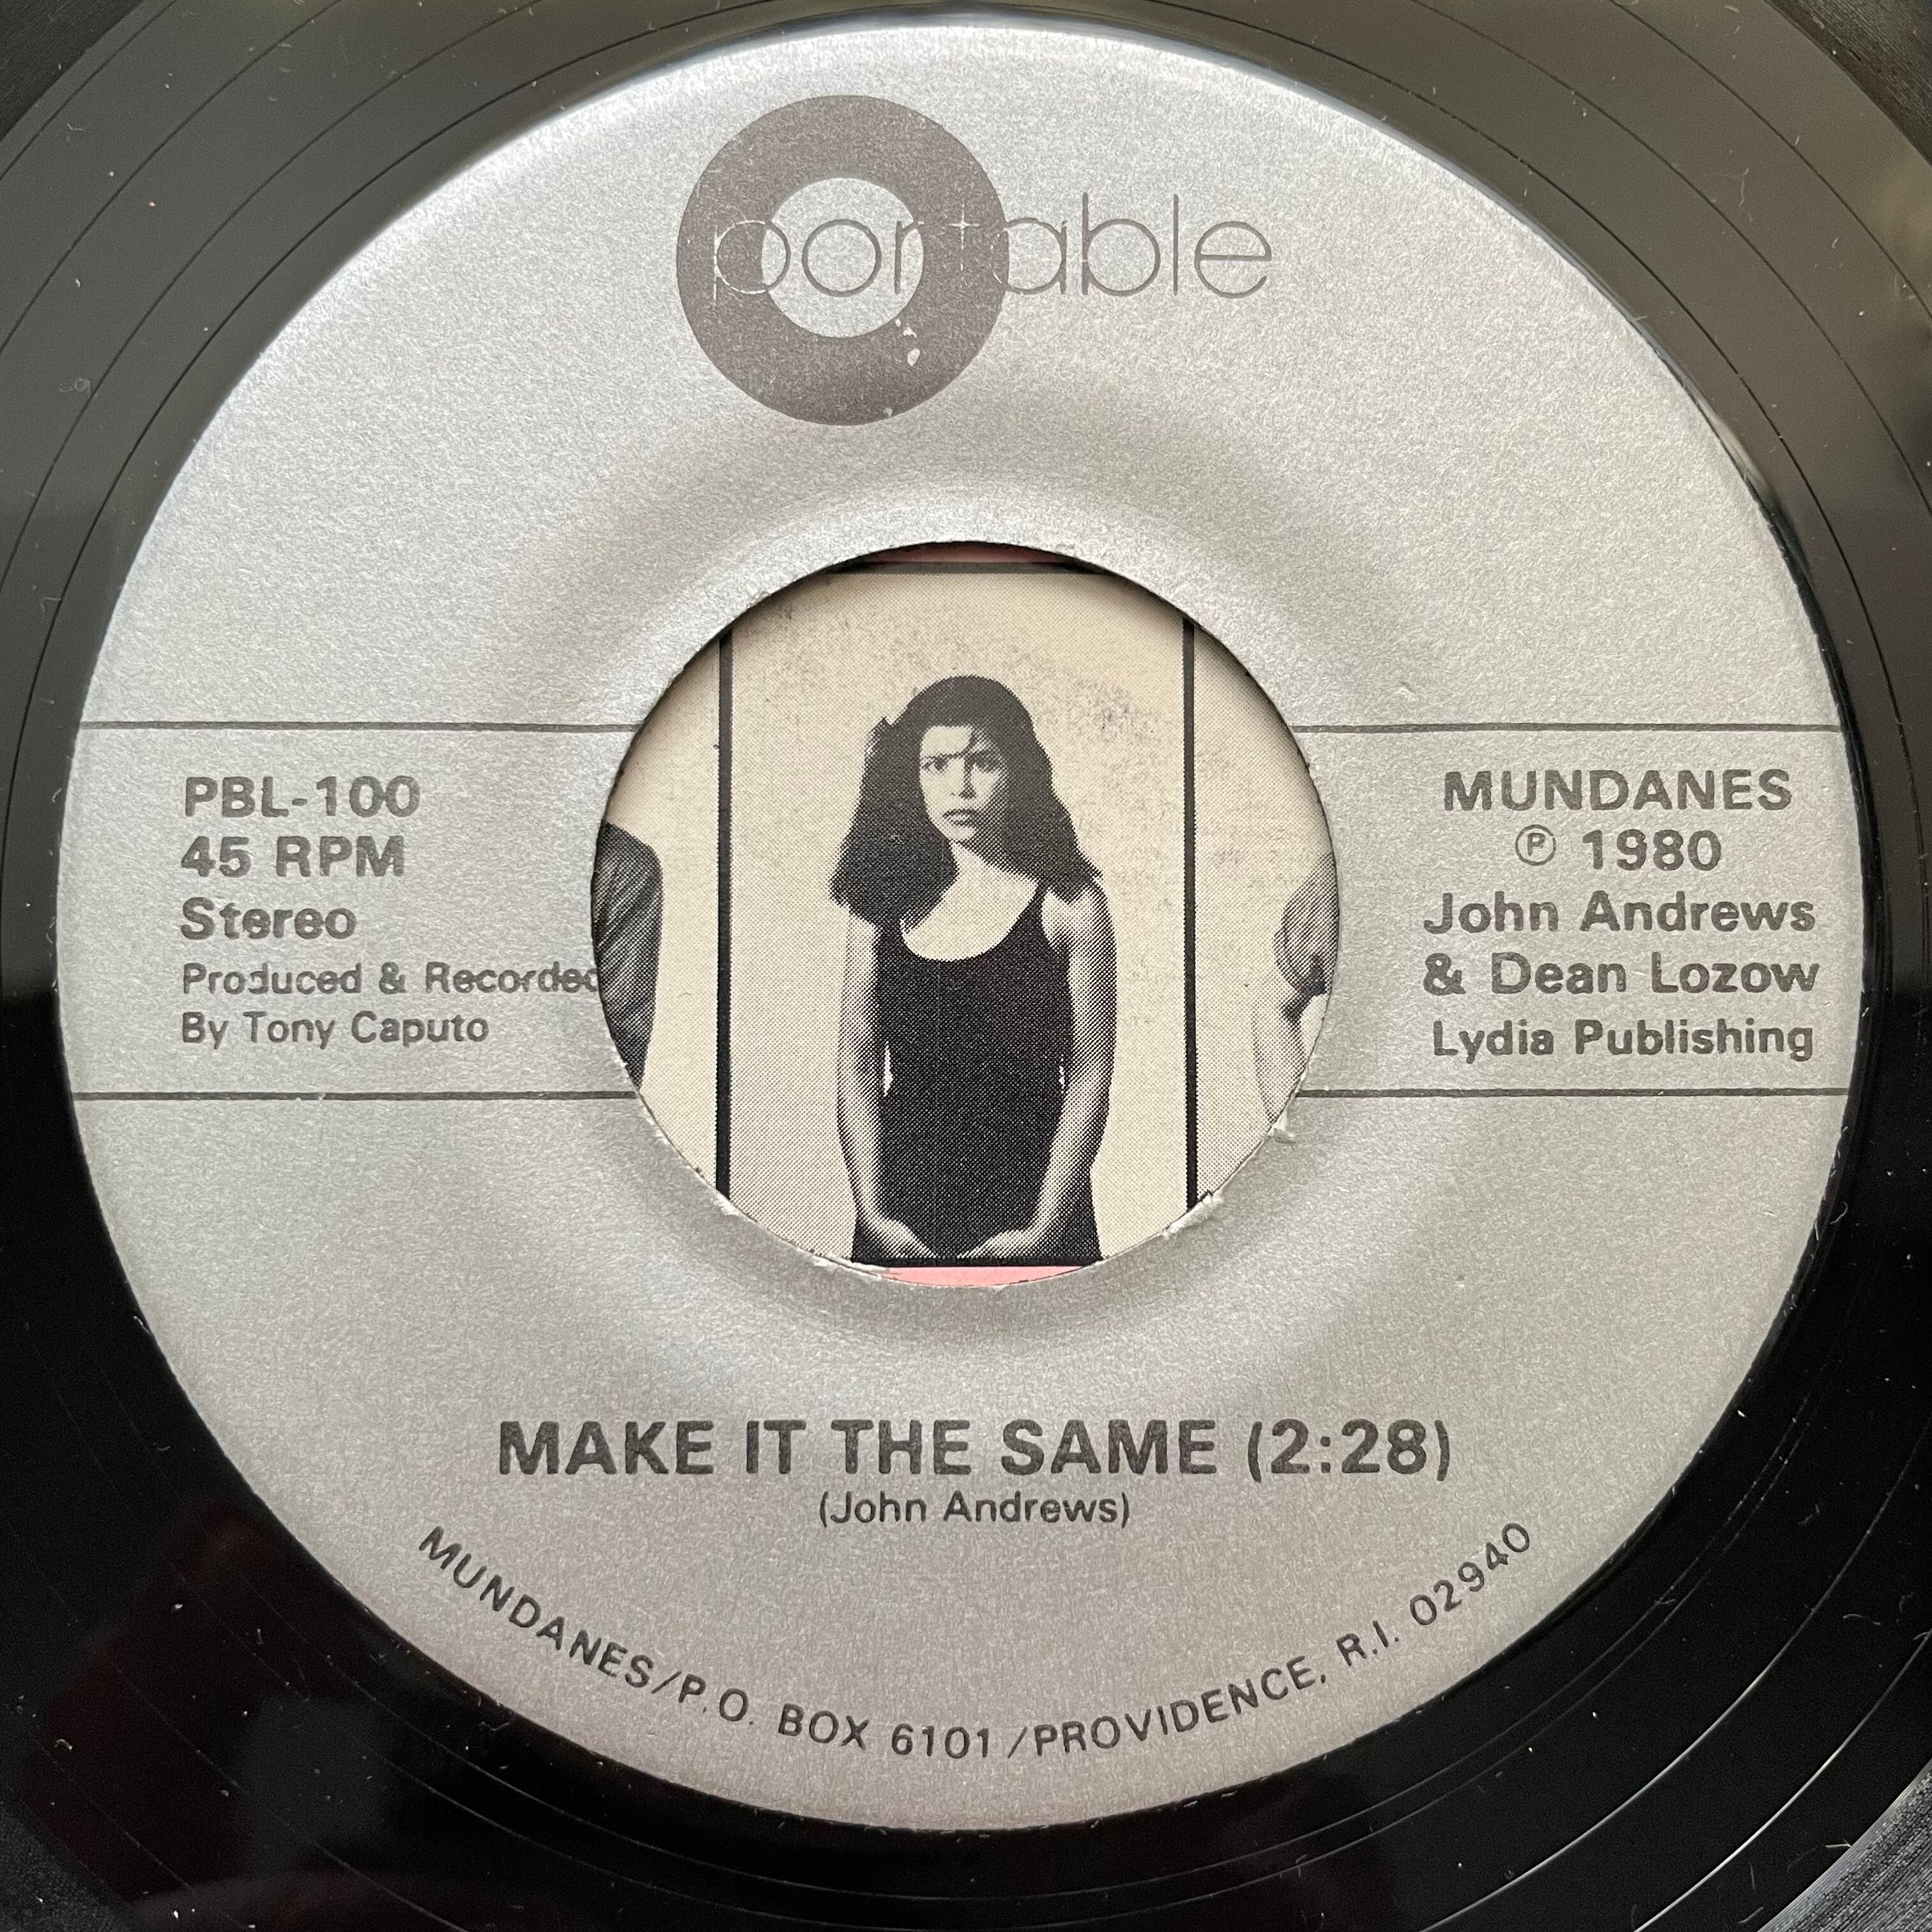 portable
PBL-100
45 RPM
Stereo
Produced & Recorded
By Tony Caputo
MUNDANES
℗ 1980
John Andrews
& Dean Lozow
Lydia Publishing
MAKE IT THE SAME (2:28)
(John Andrews)
MUNDANES/P.O. BOX 6101/PROVIDENCE, R.I. 02940